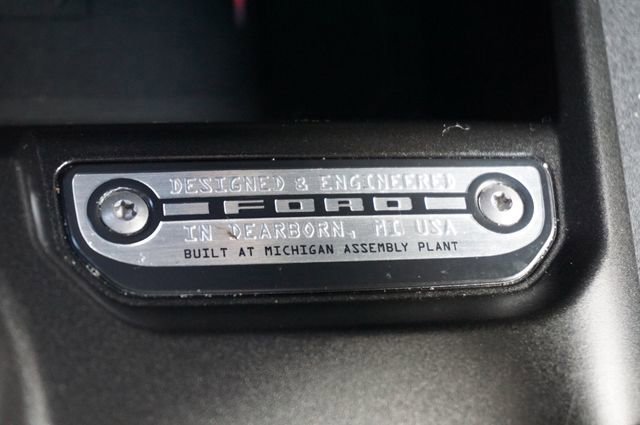 DESIGNED & ENGINEERED
FORD
IN DEARBORN, MI USA
BUILT AT MICHIGAN ASSEMBLY PLANT